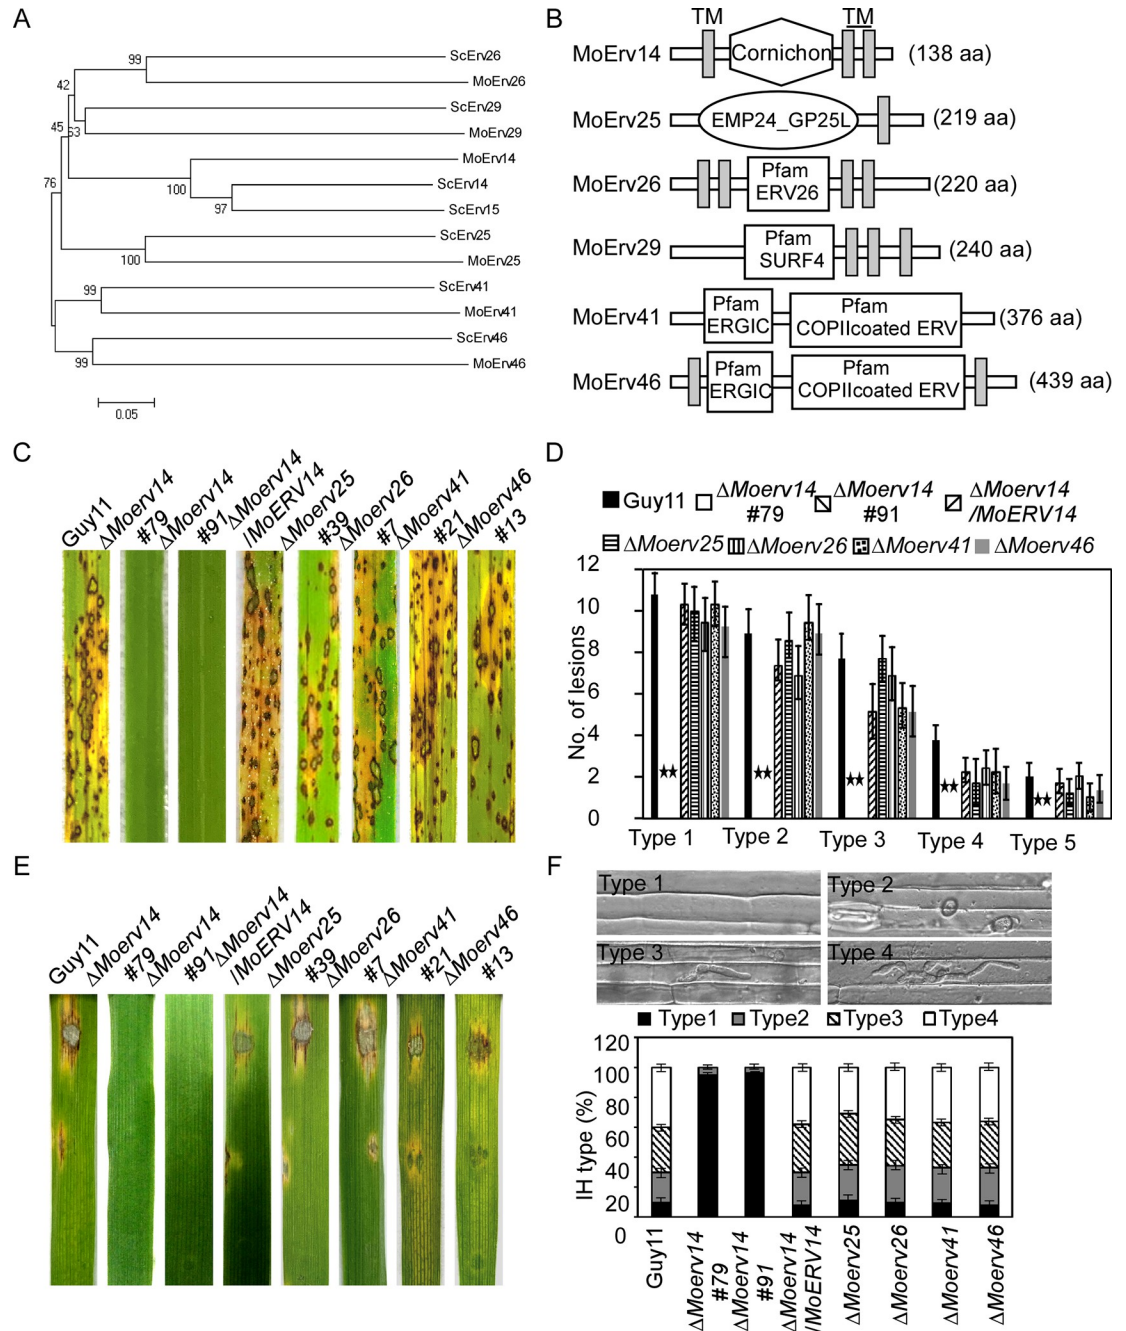 A
ScErv26
99
MoErv26
42
ScErv29
45
53
MoErv29
MoErv14
76
ScErv14
100
97
ScErv15
ScErv25
100
MoErv25
ScErv41
99
MoErv41
ScErv46
99
MoErv46
0.05
B
TM TM
MoErv14 Cornichon (138 aa)
MoErv25 EMP24_GP25L (219 aa)
MoErv26 Pfam ERV26 (220 aa)
MoErv29 Pfam SURF4 (240 aa)
MoErv41 Pfam ERGIC Pfam COPIIcoated ERV (376 aa)
MoErv46 Pfam ERGIC Pfam COPIIcoated ERV (439 aa)
C
Guy11
ΔMoerv14 #79
ΔMoerv14 #91
ΔMoerv14 /MoERV14
ΔMoerv25 #39
ΔMoerv26 #7
ΔMoerv41 #21
ΔMoerv46 #13
D
Guy11 ΔMoerv14 #79 ΔMoerv14 #91 ΔMoerv14 /MoERV14
ΔMoerv25 ΔMoerv26 ΔMoerv41 ΔMoerv46
No. of lesions
12
10
8
6
4
2
0
★★ ★★ ★★ ★★ ★★
Type 1 Type 2 Type 3 Type 4 Type 5
E
Guy11
ΔMoerv14 #79
ΔMoerv14 #91
ΔMoerv14 /MoERV14
ΔMoerv25 #39
ΔMoerv26 #7
ΔMoerv41 #21
ΔMoerv46 #13
F
Type 1 Type 2
Type 3 Type 4
Type1 Type2 Type3 Type4
IH type (%)
120
100
80
60
40
20
0
Guy11
ΔMoerv14 #79
ΔMoerv14 #91
ΔMoerv14 /MoERV14
ΔMoerv25
ΔMoerv26
ΔMoerv41
ΔMoerv46